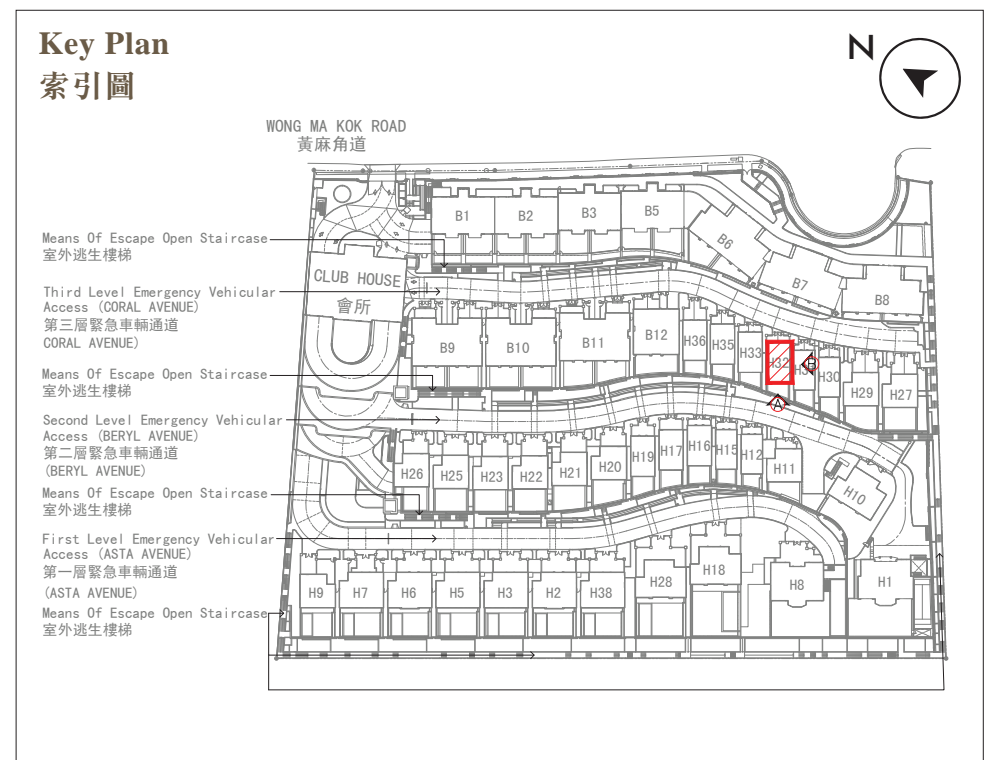 Key Plan
索引圖
N
WONG MA KOK ROAD
黃麻角道
Means Of Escape Open Staircase
室外逃生樓梯
CLUB HOUSE
會所
Third Level Emergency Vehicular
Access (CORAL AVENUE)
第三層緊急車輛通道
CORAL AVENUE)
Means Of Escape Open Staircase
室外逃生樓梯
Second Level Emergency Vehicular
Access (BERYL AVENUE)
第二層緊急車輛通道
(BERYL AVENUE)
Means Of Escape Open Staircase
室外逃生樓梯
First Level Emergency Vehicular
Access (ASTA AVENUE)
第一層緊急車輛通道
(ASTA AVENUE)
Means Of Escape Open Staircase
室外逃生樓梯
B1 B2 B3 B5
B6
B7
B8
B9 B10 B11 B12 H36 H35 H33 H32 H30 H29 H27
A
H26 H25 H23 H22 H21 H20 H19 H17 H16 H15 H12 H11
H10
H9 H7 H6 H5 H3 H2 H38 H28 H18 H8 H1